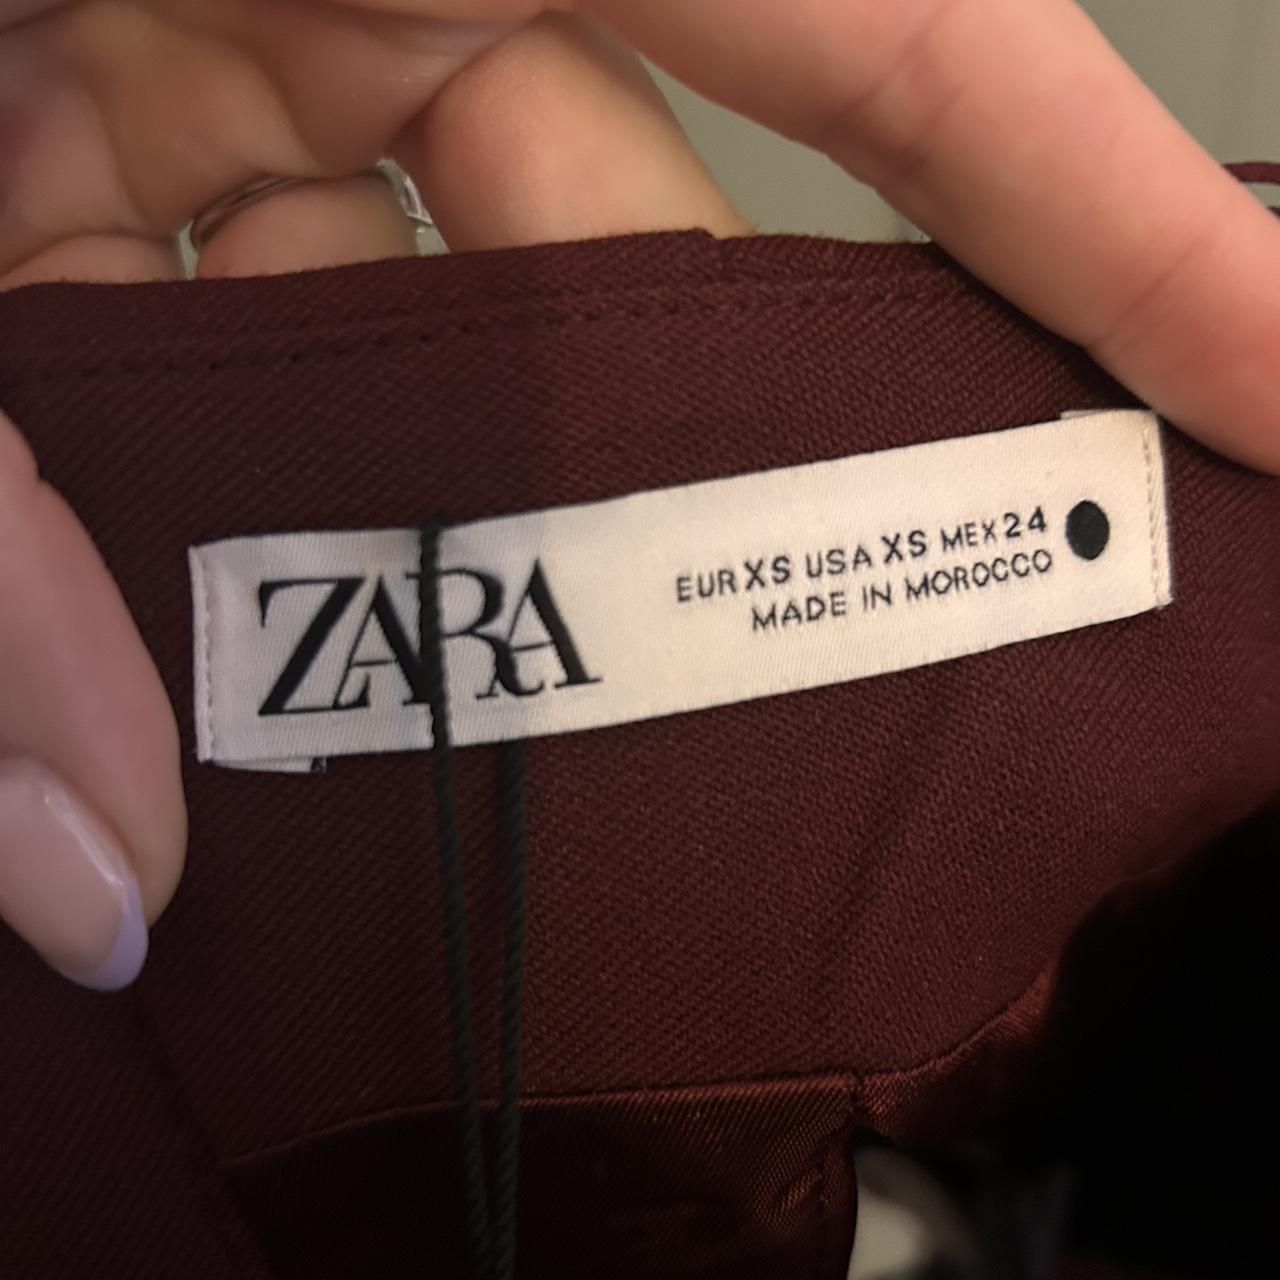 ZARA
EUR XS USA XS MEX 24
MADE IN MOROCCO